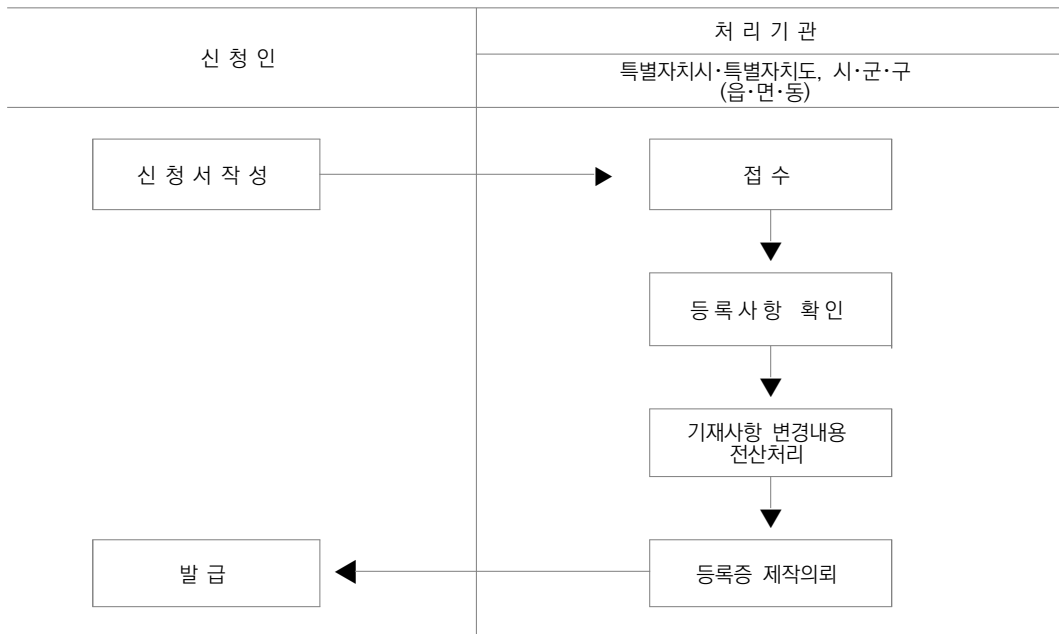 신 청 인
처 리 기 관
특별자치시·특별자치도, 시·군·구
(읍·면·동)
신 청 서 작 성
접 수
등록사항 확인
기재사항 변경내용
전산처리
발 급
등록증 제작의뢰